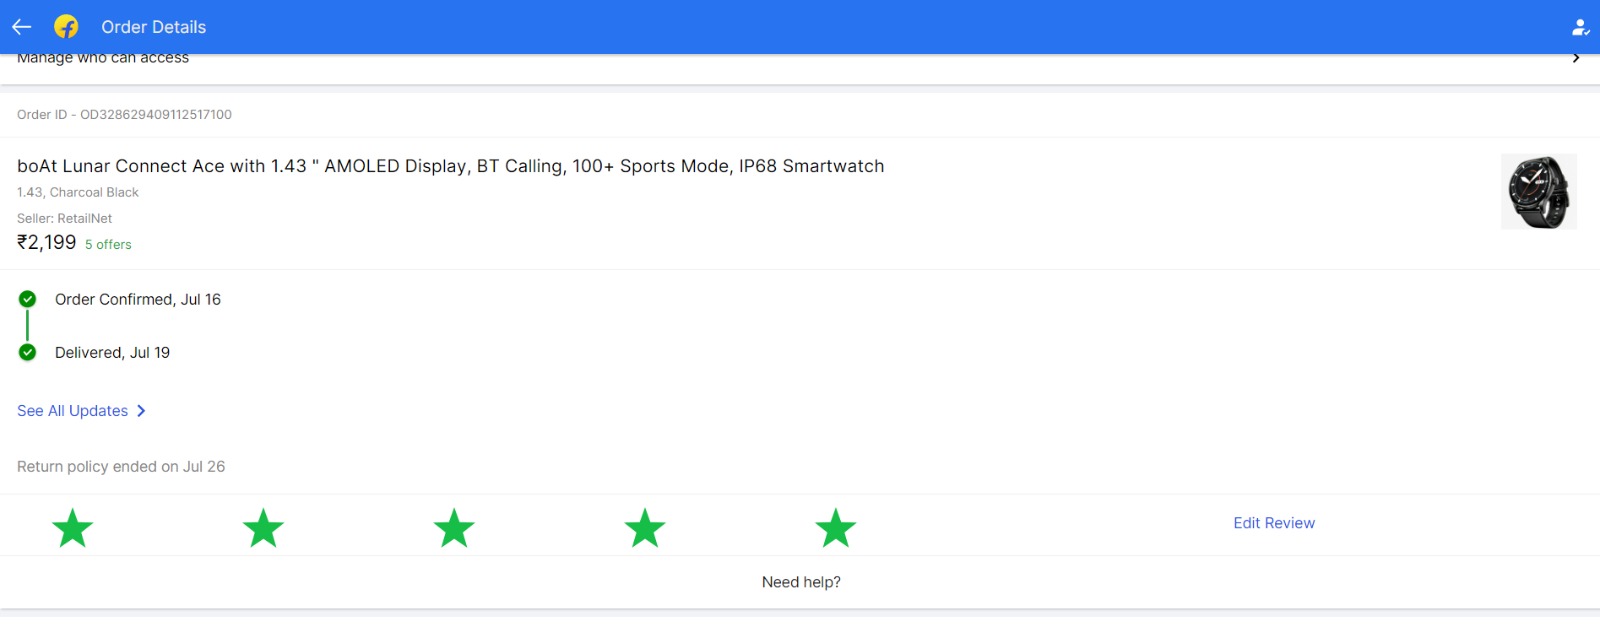 Order Details
Manage who can access
Order ID - OD328629409112517100
boAt Lunar Connect Ace with 1.43 " AMOLED Display, BT Calling, 100+ Sports Mode, IP68 Smartwatch
1.43, Charcoal Black
Seller: RetailNet
₹2,199 5 offers
Order Confirmed, Jul 16
Delivered, Jul 19
See All Updates
Return policy ended on Jul 26
Edit Review
Need help?